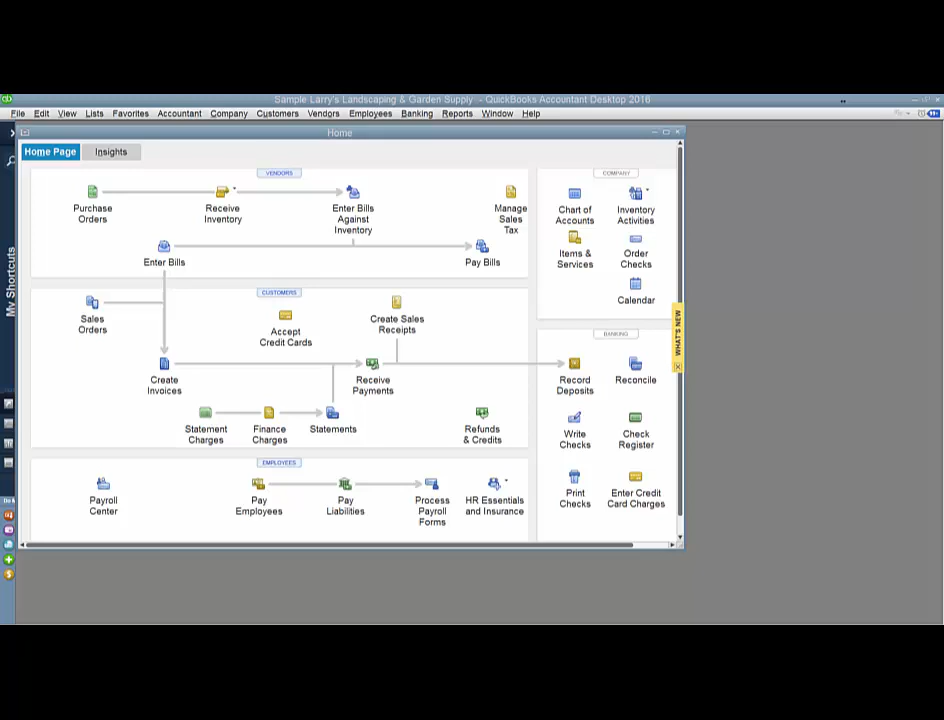 Sample Larry's Landscaping & Garden Supply - QuickBooks Accountant Desktop 2016
File Edit View Lists Favorites Accountant Company Customers Vendors Employees Banking Reports Window Help
Home
Home Page Insights
My Shortcuts
VENDORS
Purchase
Orders
Receive
Inventory
Enter Bills
Against
Inventory
Manage
Sales
Tax
Enter Bills
Pay Bills
CUSTOMERS
Sales
Orders
Accept
Credit Cards
Create Sales
Receipts
Create
Invoices
Receive
Payments
Statement
Charges
Finance
Charges
Statements
Refunds
& Credits
EMPLOYEES
Payroll
Center
Pay
Employees
Pay
Liabilities
Process
Payroll
Forms
HR Essentials
and Insurance
COMPANY
Chart of
Accounts
Inventory
Activities
Items &
Services
Order
Checks
Calendar
WHAT'S NEW
BANKING
Record
Deposits
Reconcile
Write
Checks
Check
Register
Print
Checks
Enter Credit
Card Charges